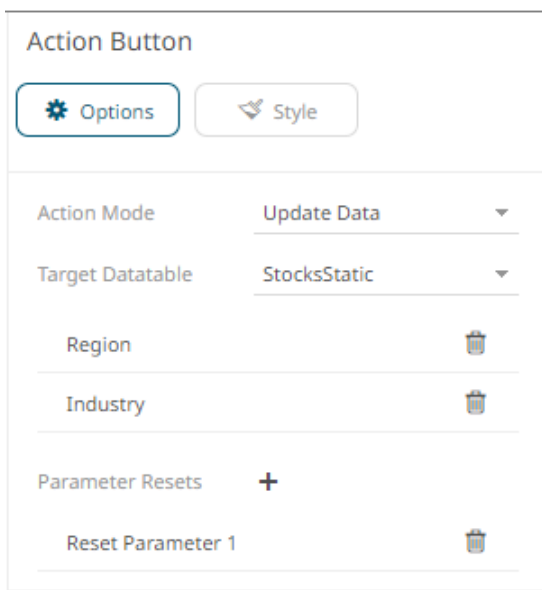 Action Button
Options
Style
Action Mode
Update Data
Target Datatable
StocksStatic
Region
Industry
Parameter Resets +
Reset Parameter 1